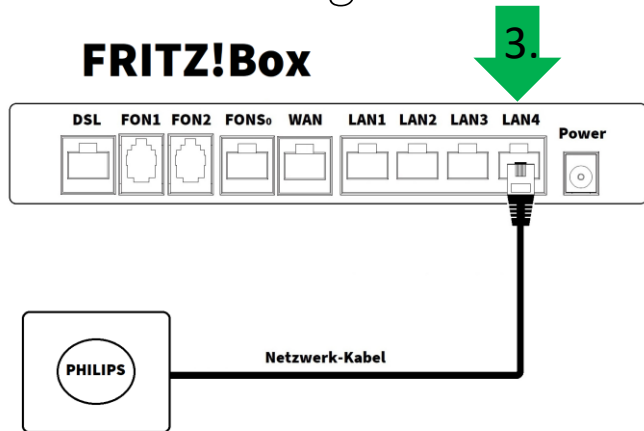 3.
FRITZ!Box
DSL FON1 FON2 FONS₀ WAN LAN1 LAN2 LAN3 LAN4 Power
PHILIPS Netzwerk-Kabel